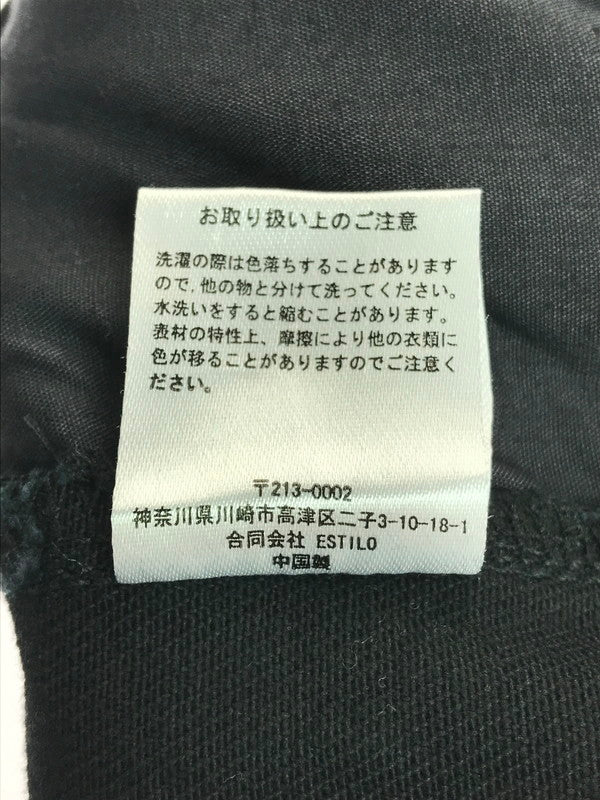 お取り扱い上のご注意
洗濯の際は色落ちすることがあります
ので、他の物と分けて洗ってください。
水洗いをすると縮むことがあります。
表材の特性上、摩擦により他の衣類に
色が移ることがありますのでご注意く
ださい。
〒213-0002
神奈川県川崎市高津区二子3-10-18-1
合同会社 ESTILO
中国製